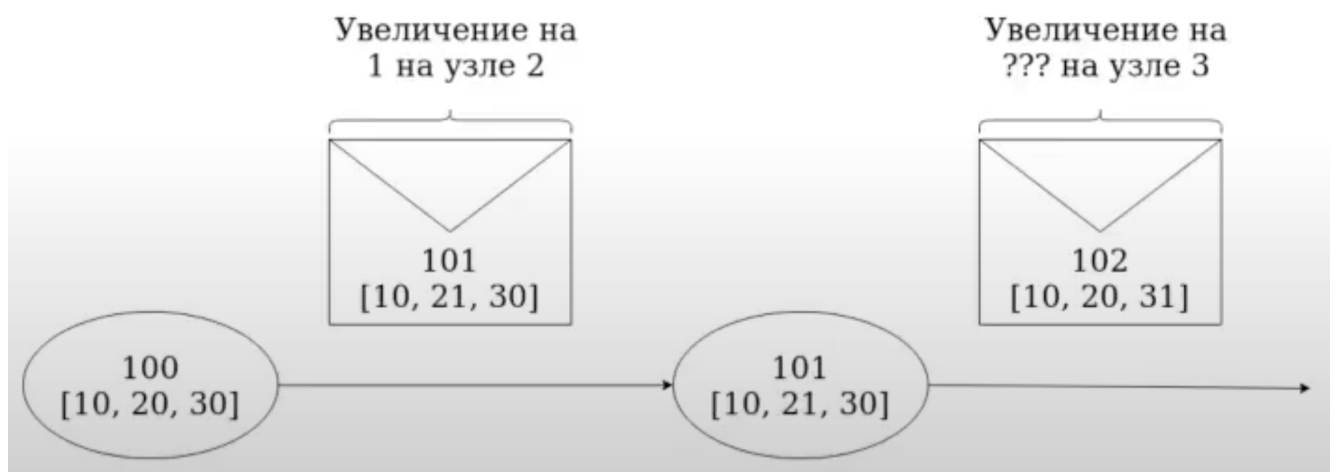 Увеличение на
1 на узле 2
Увеличение на
??? на узле 3
101
[10, 21, 30]
102
[10, 20, 31]
100
[10, 20, 30]
101
[10, 21, 30]